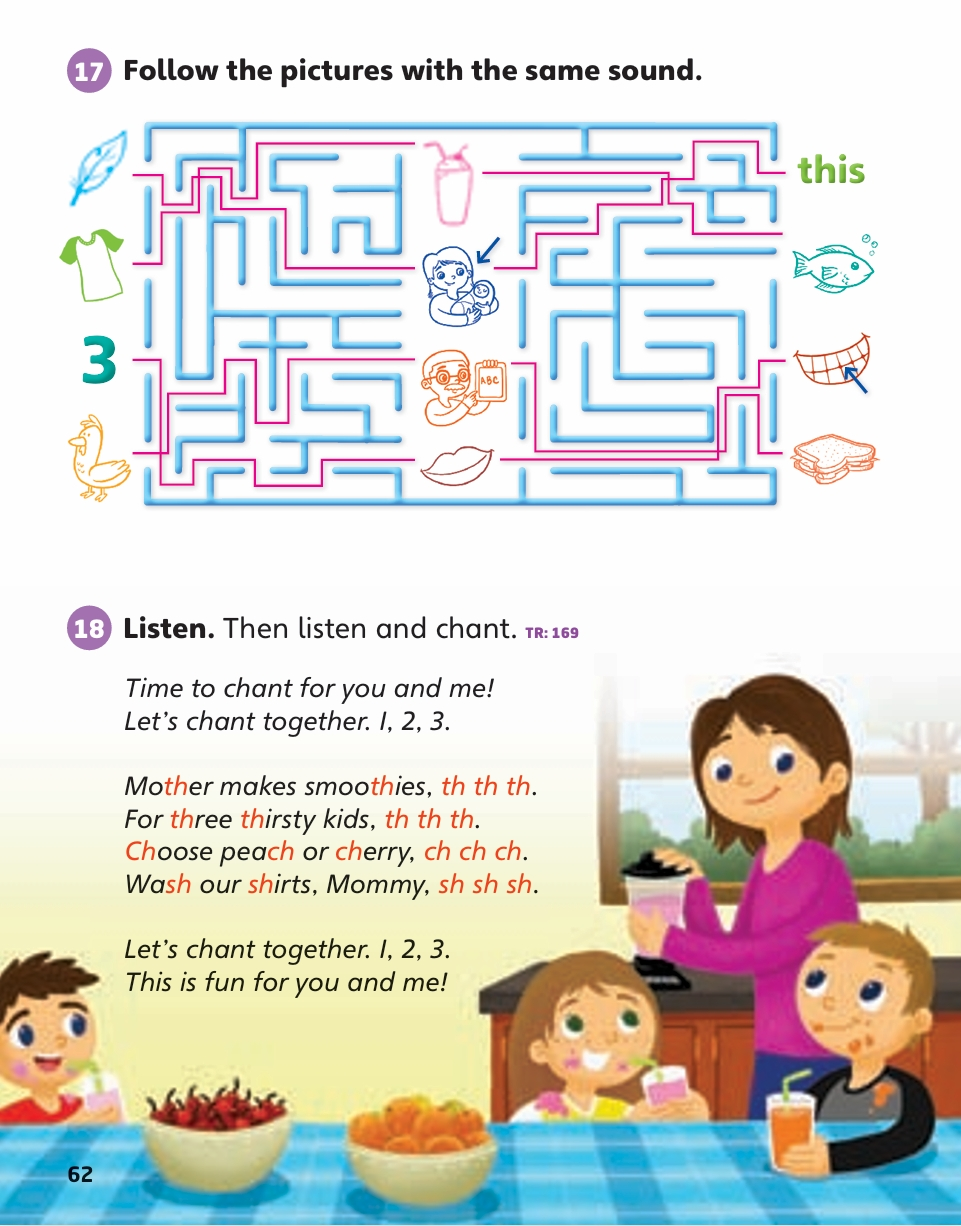 17 Follow the pictures with the same sound.
this
3
ABC
18 Listen. Then listen and chant. TR: 169
Time to chant for you and me!
Let's chant together. 1, 2, 3.
Mother makes smoothies, th th th.
For three thirsty kids, th th th.
Choose peach or cherry, ch ch ch.
Wash our shirts, Mommy, sh sh sh.
Let's chant together. 1, 2, 3.
This is fun for you and me!
62